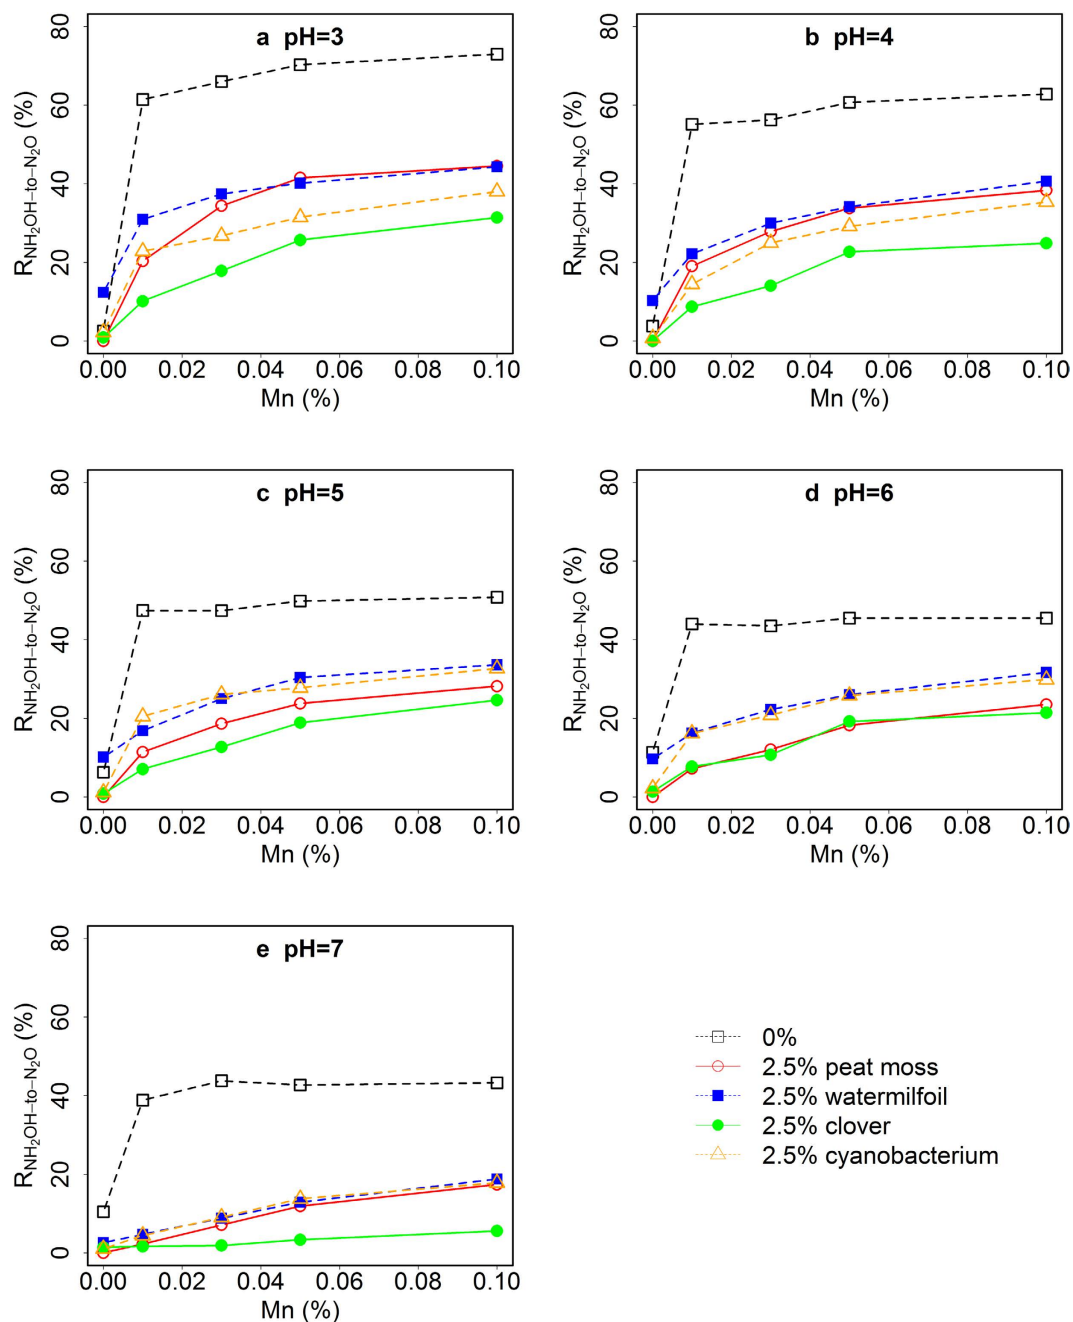 a pH=3
R_NH₂OH–to–N₂O (%)
80
60
40
20
0
0.00 0.02 0.04 0.06 0.08 0.10
Mn (%)
b pH=4
R_NH₂OH–to–N₂O (%)
80
60
40
20
0
0.00 0.02 0.04 0.06 0.08 0.10
Mn (%)
c pH=5
R_NH₂OH–to–N₂O (%)
80
60
40
20
0
0.00 0.02 0.04 0.06 0.08 0.10
Mn (%)
d pH=6
R_NH₂OH–to–N₂O (%)
80
60
40
20
0
0.00 0.02 0.04 0.06 0.08 0.10
Mn (%)
e pH=7
R_NH₂OH–to–N₂O (%)
80
60
40
20
0
0.00 0.02 0.04 0.06 0.08 0.10
Mn (%)
0%
2.5% peat moss
2.5% watermilfoil
2.5% clover
2.5% cyanobacterium